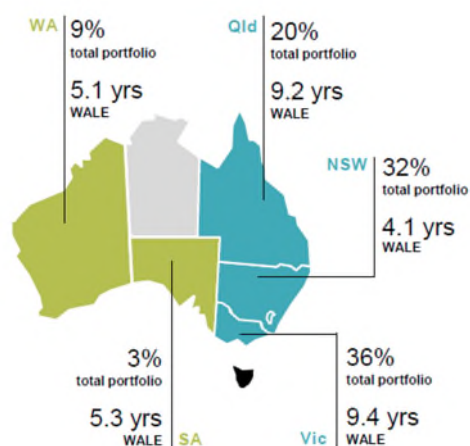 WA
9%
total portfolio
5.1 yrs
WALE
Qld
20%
total portfolio
9.2 yrs
WALE
NSW
32%
total portfolio
4.1 yrs
WALE
3%
total portfolio
5.3 yrs
WALE
SA
36%
total portfolio
9.4 yrs
Vic
WALE